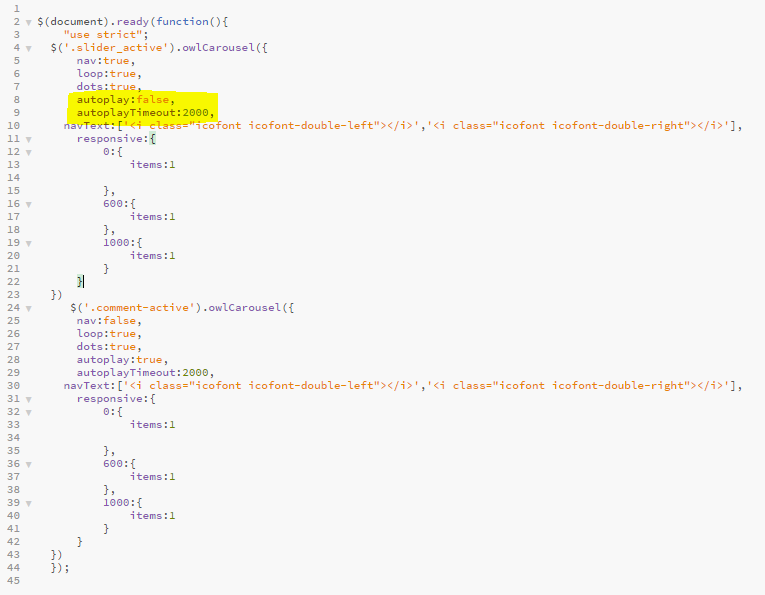 1
2 $(document).ready(function(){
3 "use strict";
4 $('.slider_active').owlCarousel({
5 nav:true,
6 loop:true,
7 dots:true,
8 autoplay:false,
9 autoplayTimeout:2000,
10 navText:['<i class="icofont icofont-double-left"></i>','<i class="icofont icofont-double-right"></i>'],
11 responsive:{
12 0:{
13 items:1
14
15 },
16 600:{
17 items:1
18 },
19 1000:{
20 items:1
21 }
22 }
23 })
24 $('.comment-active').owlCarousel({
25 nav:false,
26 loop:true,
27 dots:true,
28 autoplay:true,
29 autoplayTimeout:2000,
30 navText:['<i class="icofont icofont-double-left"></i>','<i class="icofont icofont-double-right"></i>'],
31 responsive:{
32 0:{
33 items:1
34
35 },
36 600:{
37 items:1
38 },
39 1000:{
40 items:1
41 }
42 }
43 })
44 });
45